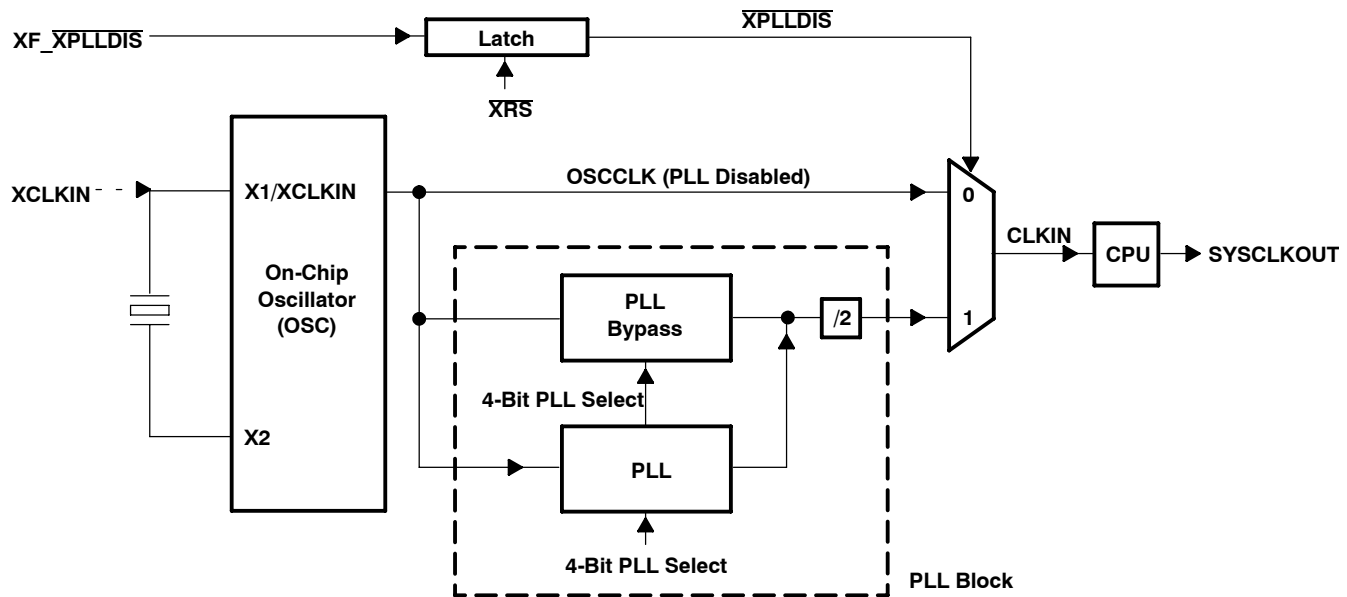 XF_XPLLDIS
Latch
XPLLDIS
XRS
XCLKIN
X1/XCLKIN
On-Chip
Oscillator
(OSC)
X2
OSCCLK (PLL Disabled)
PLL
Bypass
4-Bit PLL Select
PLL
4-Bit PLL Select
/2
PLL Block
0
1
CLKIN
CPU
SYSCLKOUT